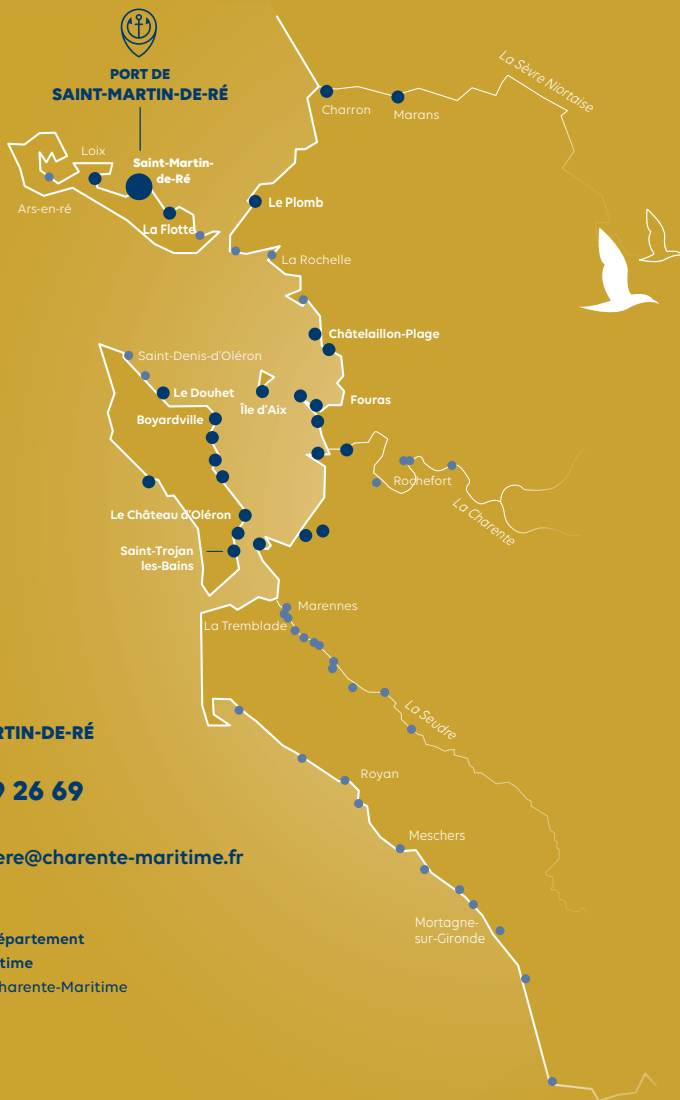 PORT DE
SAINT-MARTIN-DE-RÉ
La Sèvre Niortaise
Charron
Marans
Loix
Saint-Martin-
de-Ré
Ars-en-ré
La Flotte
Le Plomb
La Rochelle
Châtelaillon-Plage
Saint-Denis-d'Oléron
Le Douhet
Île d'Aix
Fouras
Boyardville
Rochefort
La Charente
Le Château d'Oléron
Saint-Trojan
les-Bains
Marennes
La Tremblade
La Seudre
RTIN-DE-RÉ
Royan
9 26 69
Meschers
ere@charente-maritime.fr
Mortagne-
sur-Gironde
épartement
time
harente-Maritime